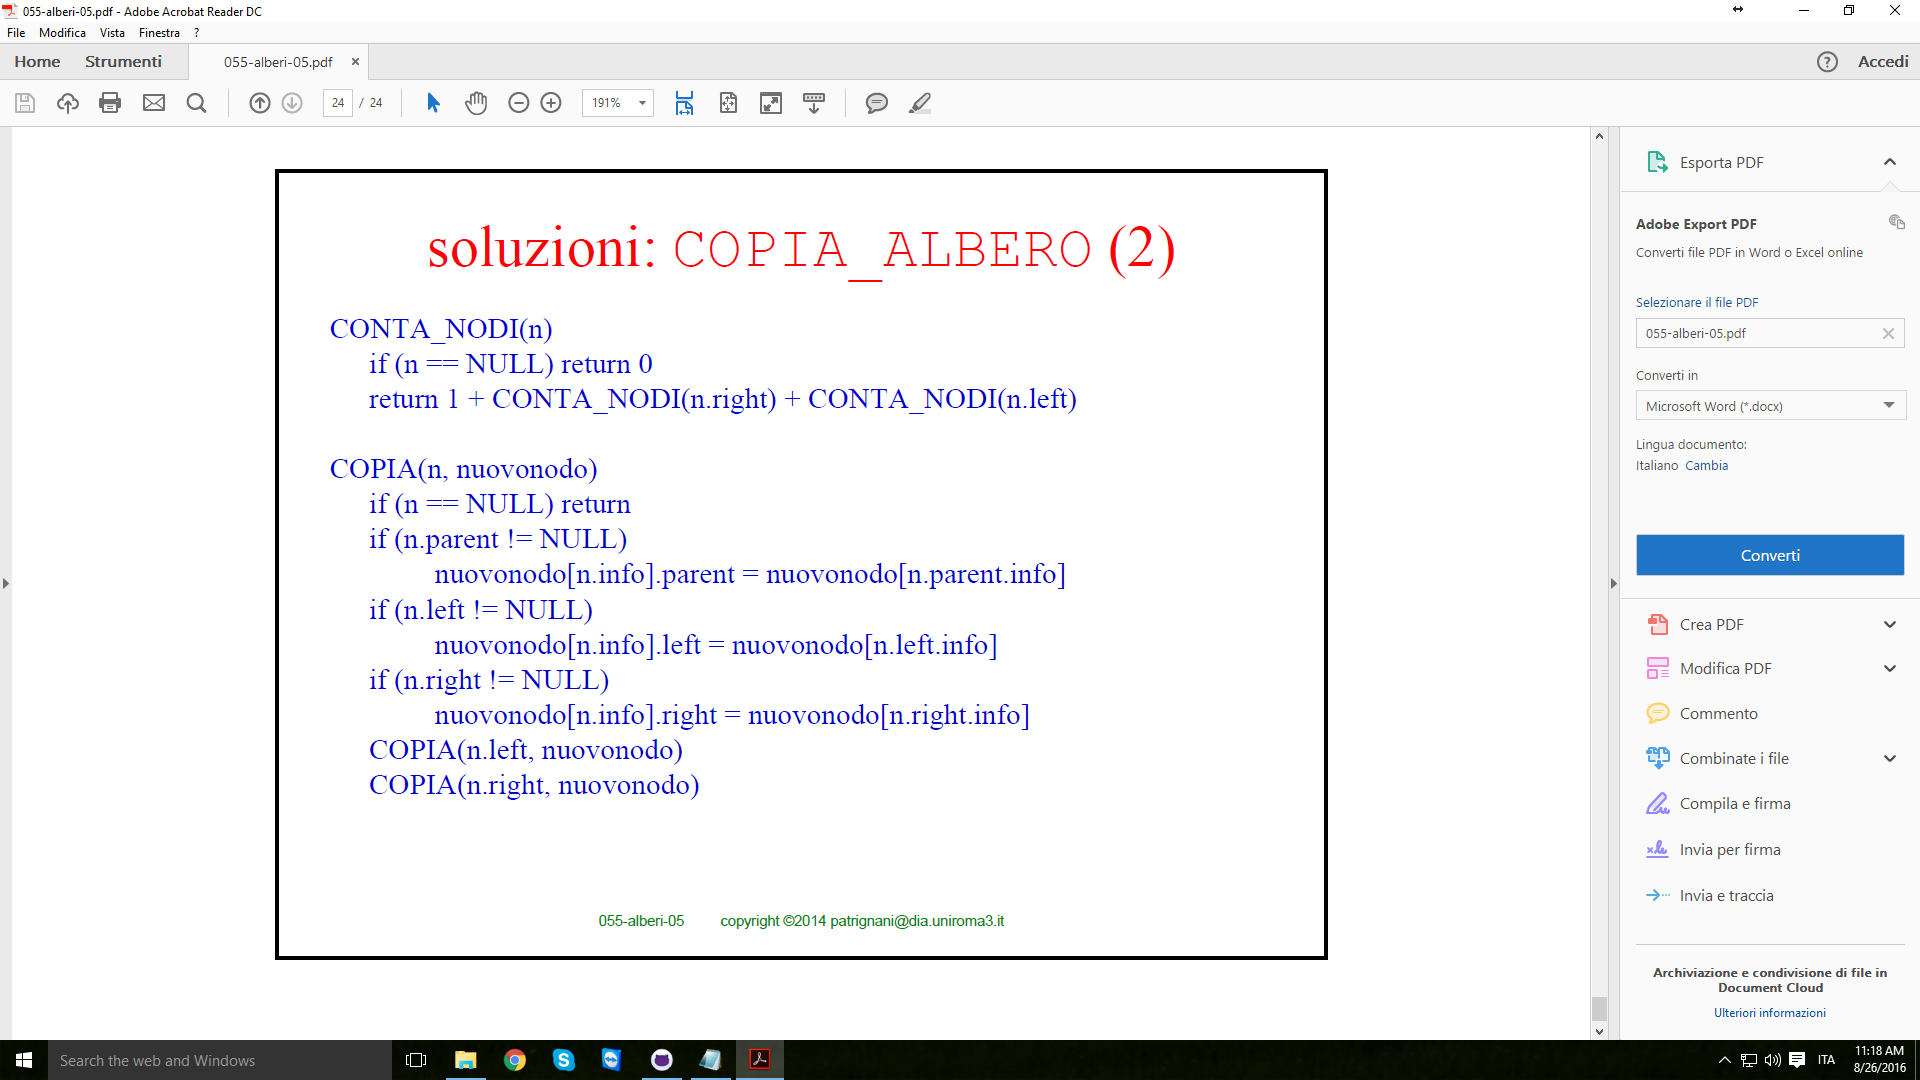 055-alberi-05.pdf - Adobe Acrobat Reader DC
File Modifica Vista Finestra ?
Home Strumenti 055-alberi-05.pdf × ? Accedi
24 / 24 191%
soluzioni: COPIA_ALBERO (2)
CONTA_NODI(n)
if (n == NULL) return 0
return 1 + CONTA_NODI(n.right) + CONTA_NODI(n.left)
COPIA(n, nuovonodo)
if (n == NULL) return
if (n.parent != NULL)
nuovonodo[n.info].parent = nuovonodo[n.parent.info]
if (n.left != NULL)
nuovonodo[n.info].left = nuovonodo[n.left.info]
if (n.right != NULL)
nuovonodo[n.info].right = nuovonodo[n.right.info]
COPIA(n.left, nuovonodo)
COPIA(n.right, nuovonodo)
055-alberi-05 copyright ©2014 patrignani@dia.uniroma3.it
Esporta PDF
Adobe Export PDF
Converti file PDF in Word o Excel online
Selezionare il file PDF
055-alberi-05.pdf
Converti in
Microsoft Word (*.docx)
Lingua documento:
Italiano Cambia
Converti
Crea PDF
Modifica PDF
Commento
Combinate i file
Compila e firma
Invia per firma
Invia e traccia
Archiviazione e condivisione di file in
Document Cloud
Ulteriori informazioni
Search the web and Windows
ITA
11:18 AM
8/26/2016